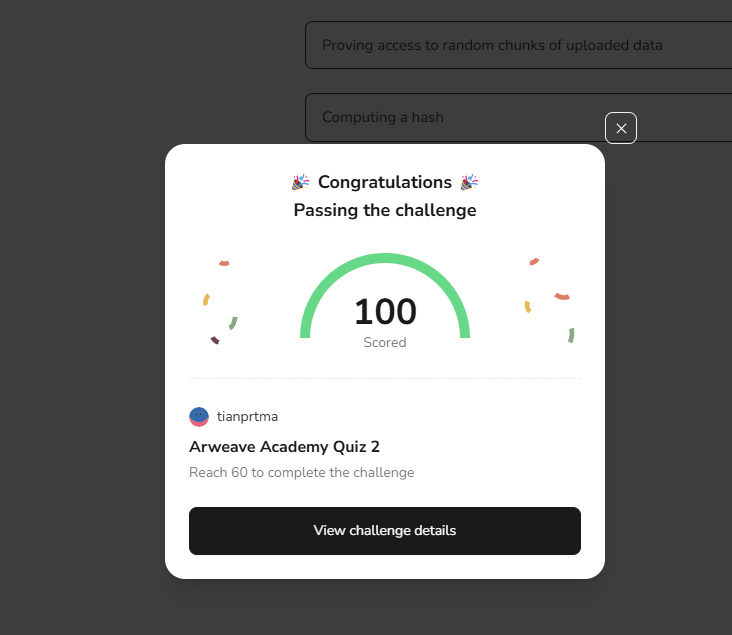 Proving access to random chunks of uploaded data
Computing a hash
Congratulations
Passing the challenge
100
Scored
tianprtma
Arweave Academy Quiz 2
Reach 60 to complete the challenge
View challenge details